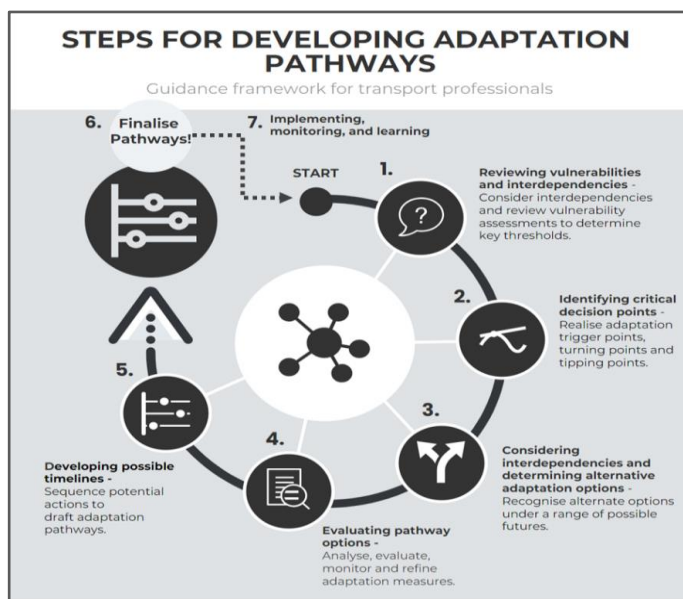 STEPS FOR DEVELOPING ADAPTATION
PATHWAYS
Guidance framework for transport professionals
6.
Finalise
Pathways!
7. Implementing,
monitoring, and learning
START
1.
Reviewing vulnerabilities
and interdependencies -
Consider interdependencies
and review vulnerability
assessments to determine
key thresholds.
?
2.
Identifying critical
decision points -
Realise adaptation
trigger points,
turning points and
tipping points.
3.
Considering
interdependencies and
determining alternative
adaption options -
Recognise alternate options
under a range of possible
futures.
4.
Evaluating pathway
options -
Analyse, evaluate,
monitor and refine
adaptation measures.
5.
Developing possible
timelines -
Sequence potential
actions to
draft adaptation
pathways.